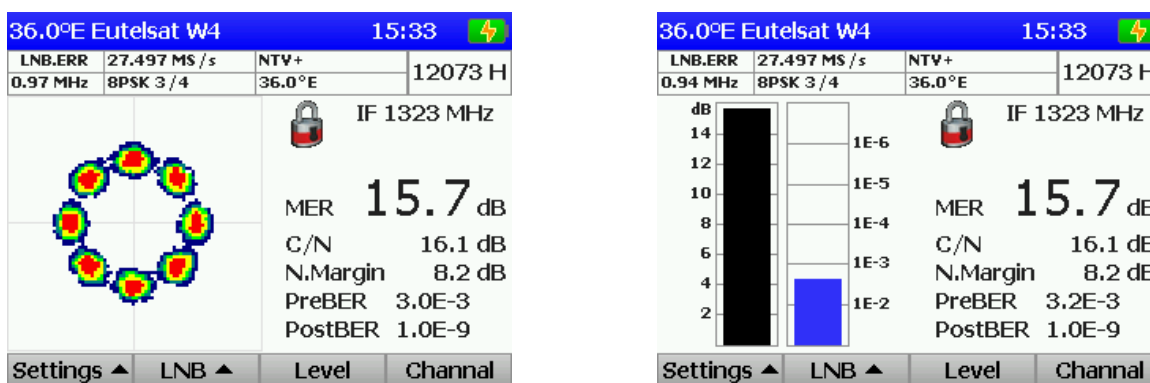 36.0ºE Eutelsat W4 15:33
LNB.ERR 27.497 MS/s NTV+ 12073 H
0.97 MHz 8PSK 3/4 36.0°E
IF 1323 MHz
MER 15.7 dB
C/N 16.1 dB
N.Margin 8.2 dB
PreBER 3.0E-3
PostBER 1.0E-9
Settings LNB Level Channal
36.0ºE Eutelsat W4 15:33
LNB.ERR 27.497 MS/s NTV+ 12073 H
0.94 MHz 8PSK 3/4 36.0°E
dB
14
12
10
8
6
4
2
1E-6
1E-5
1E-4
1E-3
1E-2
IF 1323 MHz
MER 15.7 dB
C/N 16.1 dB
N.Margin 8.2 dB
PreBER 3.2E-3
PostBER 1.0E-9
Settings LNB Level Channal